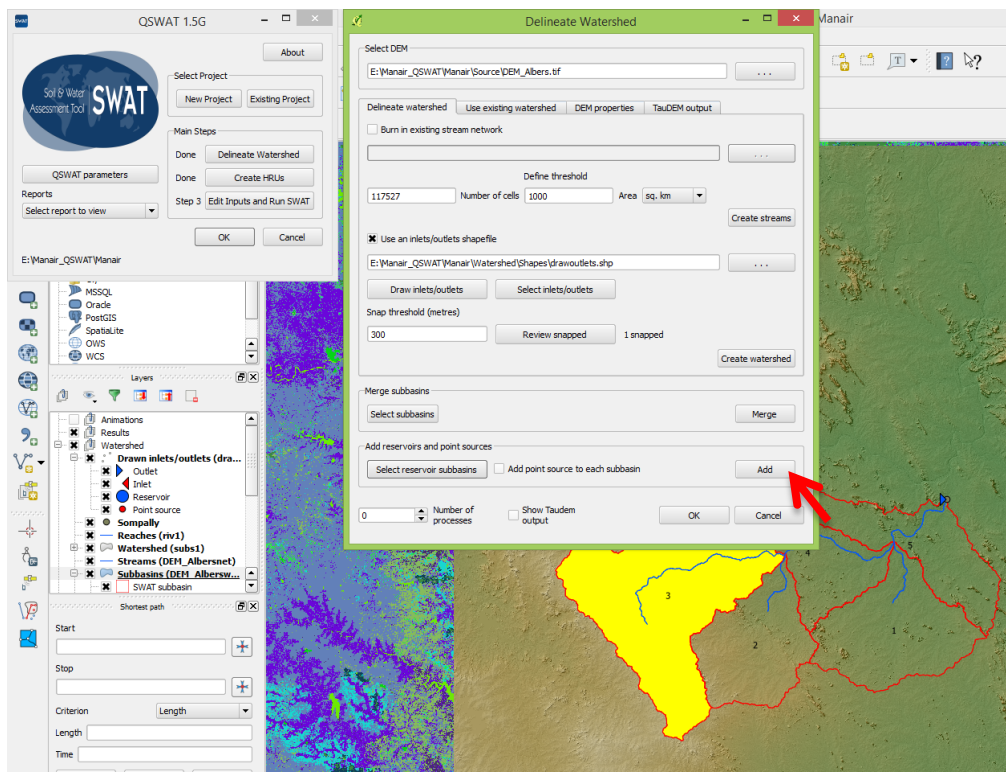 QSWAT 1.5G
About
Soil & Water
Assessment Tool
SWAT
Select Project
New Project
Existing Project
Main Steps
Done
Delineate Watershed
Done
Create HRUs
Step 3
Edit Inputs and Run SWAT
QSWAT parameters
Reports
Select report to view
OK
Cancel
E:\Manair_QSWAT\Manair
MSSQL
Oracle
PostGIS
SpatiaLite
OWS
WCS
Layers
Animations
Results
Watershed
Drawn inlets/outlets (dra...
Outlet
Inlet
Reservoir
Point source
Sompally
Reaches (riv1)
Watershed (subs1)
Streams (DEM_Albersnet)
Subbasins (DEM_Albersw...
SWAT subbasin
Shortest path
Start
Stop
Criterion
Length
Length
Time
Delineate Watershed
Select DEM
E:\Manair_QSWAT\Manair\Source\DEM_Albers.tif
...
Delineate watershed
Use existing watershed
DEM properties
TauDEM output
Burn in existing stream network
...
Define threshold
117527
Number of cells
1000
Area
sq. km
Create streams
Use an inlets/outlets shapefile
E:\Manair_QSWAT\Manair\Watershed\Shapes\drawoutlets.shp
...
Draw inlets/outlets
Select inlets/outlets
Snap threshold (metres)
300
Review snapped
1 snapped
Create watershed
Merge subbasins
Select subbasins
Merge
Add reservoirs and point sources
Select reservoir subbasins
Add point source to each subbasin
Add
0
Number of
processes
Show Taudem
output
OK
Cancel
Manair
T
?
?
3
4
5
2
1